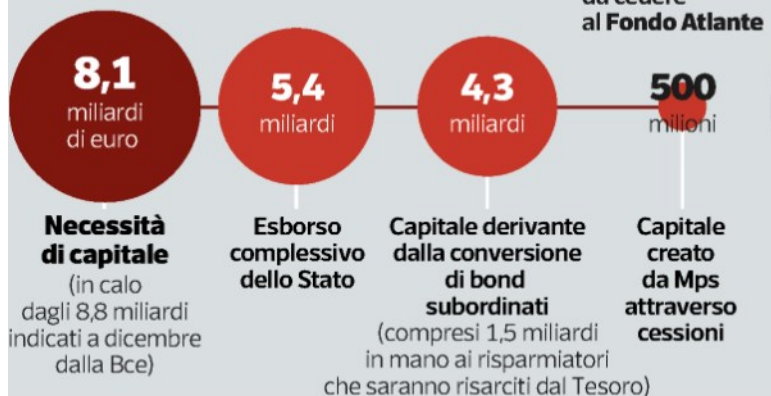 al Fondo Atlante
8,1
miliardi
di euro
5,4
miliardi
4,3
miliardi
500
milioni
Necessità
di capitale
(in calo
dagli 8,8 miliardi
indicati a dicembre
dalla Bce)
Esborso
complessivo
dello Stato
Capitale derivante
dalla conversione
di bond
subordinati
(compresi 1,5 miliardi
in mano ai risparmiatori
che saranno risarciti dal Tesoro)
Capitale
creato
da Mps
attraverso
cessioni